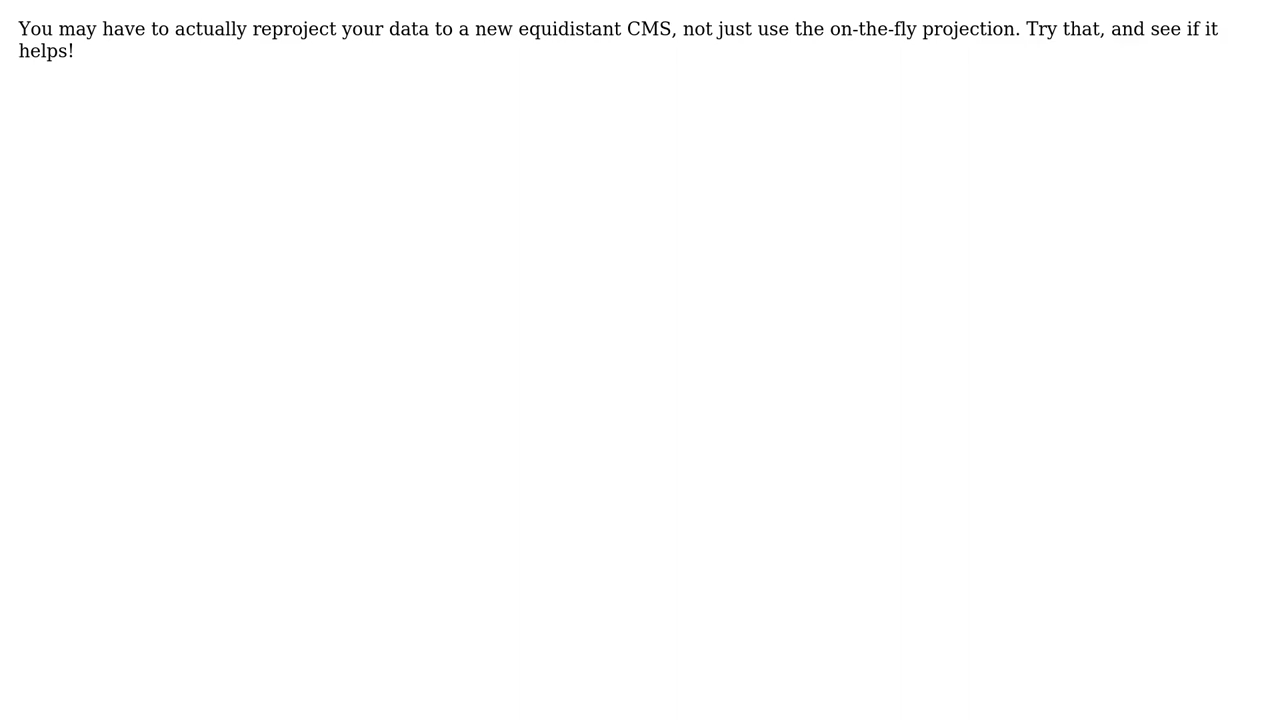 You may have to actually reproject your data to a new equidistant CMS, not just use the on-the-fly projection. Try that, and see if it
helps!